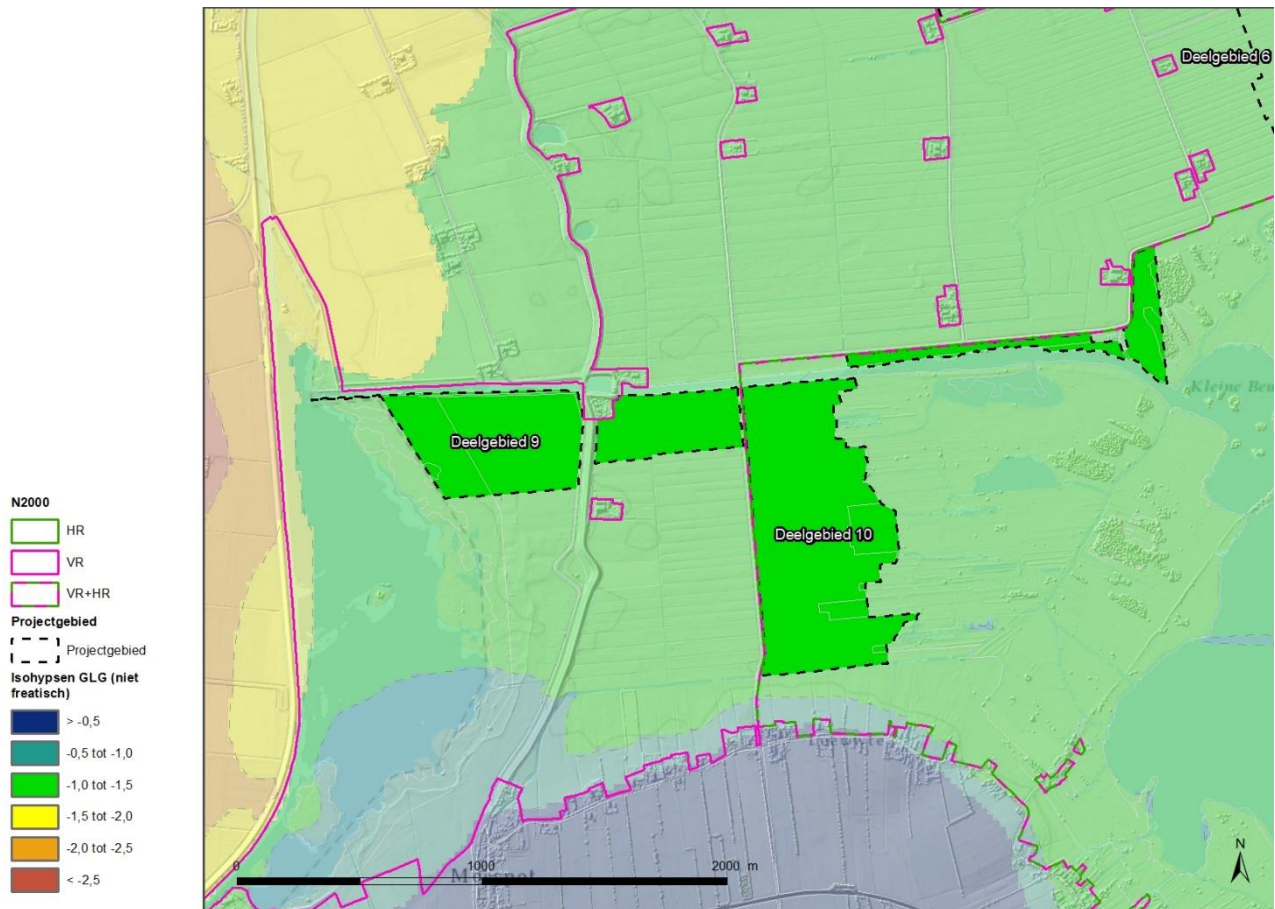 Deelgebied 6
Kleine Beu
Deelgebied 9
Deelgebied 10
N2000
HR
VR
VR+HR
Projectgebied
Projectgebied
Isohypsen GLG (niet
freatisch)
> -0,5
-0,5 tot -1,0
-1,0 tot -1,5
-1,5 tot -2,0
-2,0 tot -2,5
< -2,5
0
1000
2000 m
N